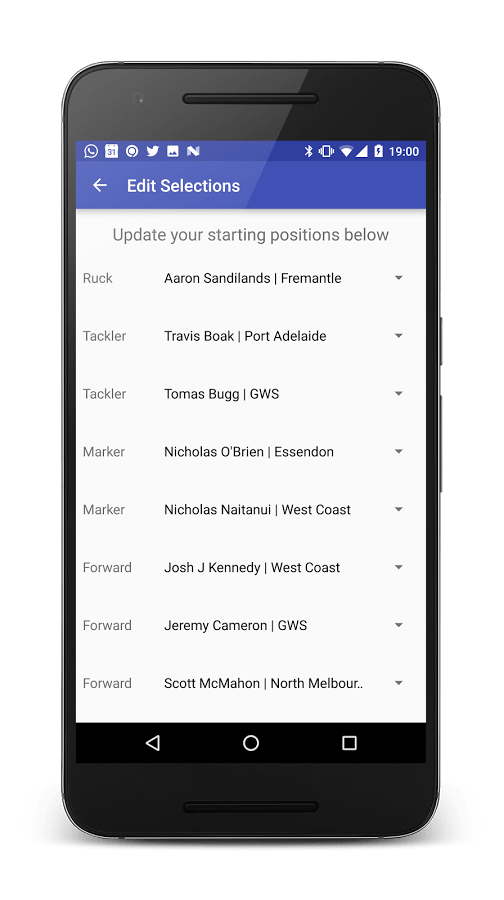 31
19:00
Edit Selections
Update your starting positions below
Ruck Aaron Sandilands | Fremantle
Tackler Travis Boak | Port Adelaide
Tackler Tomas Bugg | GWS
Marker Nicholas O'Brien | Essendon
Marker Nicholas Naitanui | West Coast
Forward Josh J Kennedy | West Coast
Forward Jeremy Cameron | GWS
Forward Scott McMahon | North Melbour..